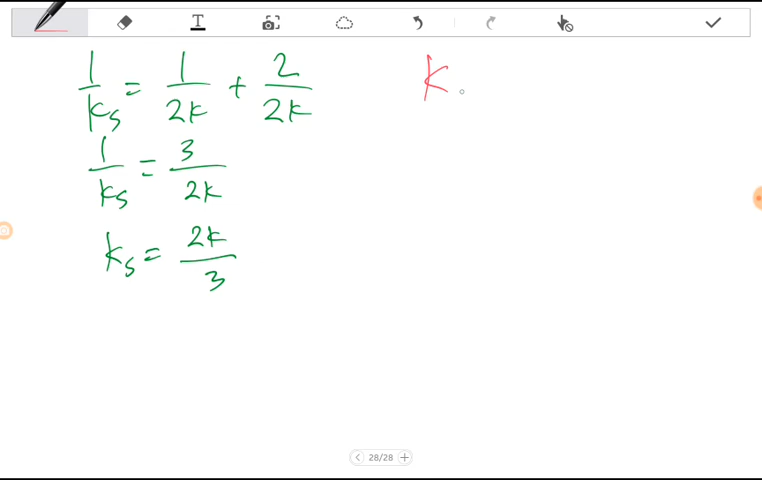 1/ks = 1/2k + 2/2k
K
1/ks = 3/2k
ks = 2k/3
28/28